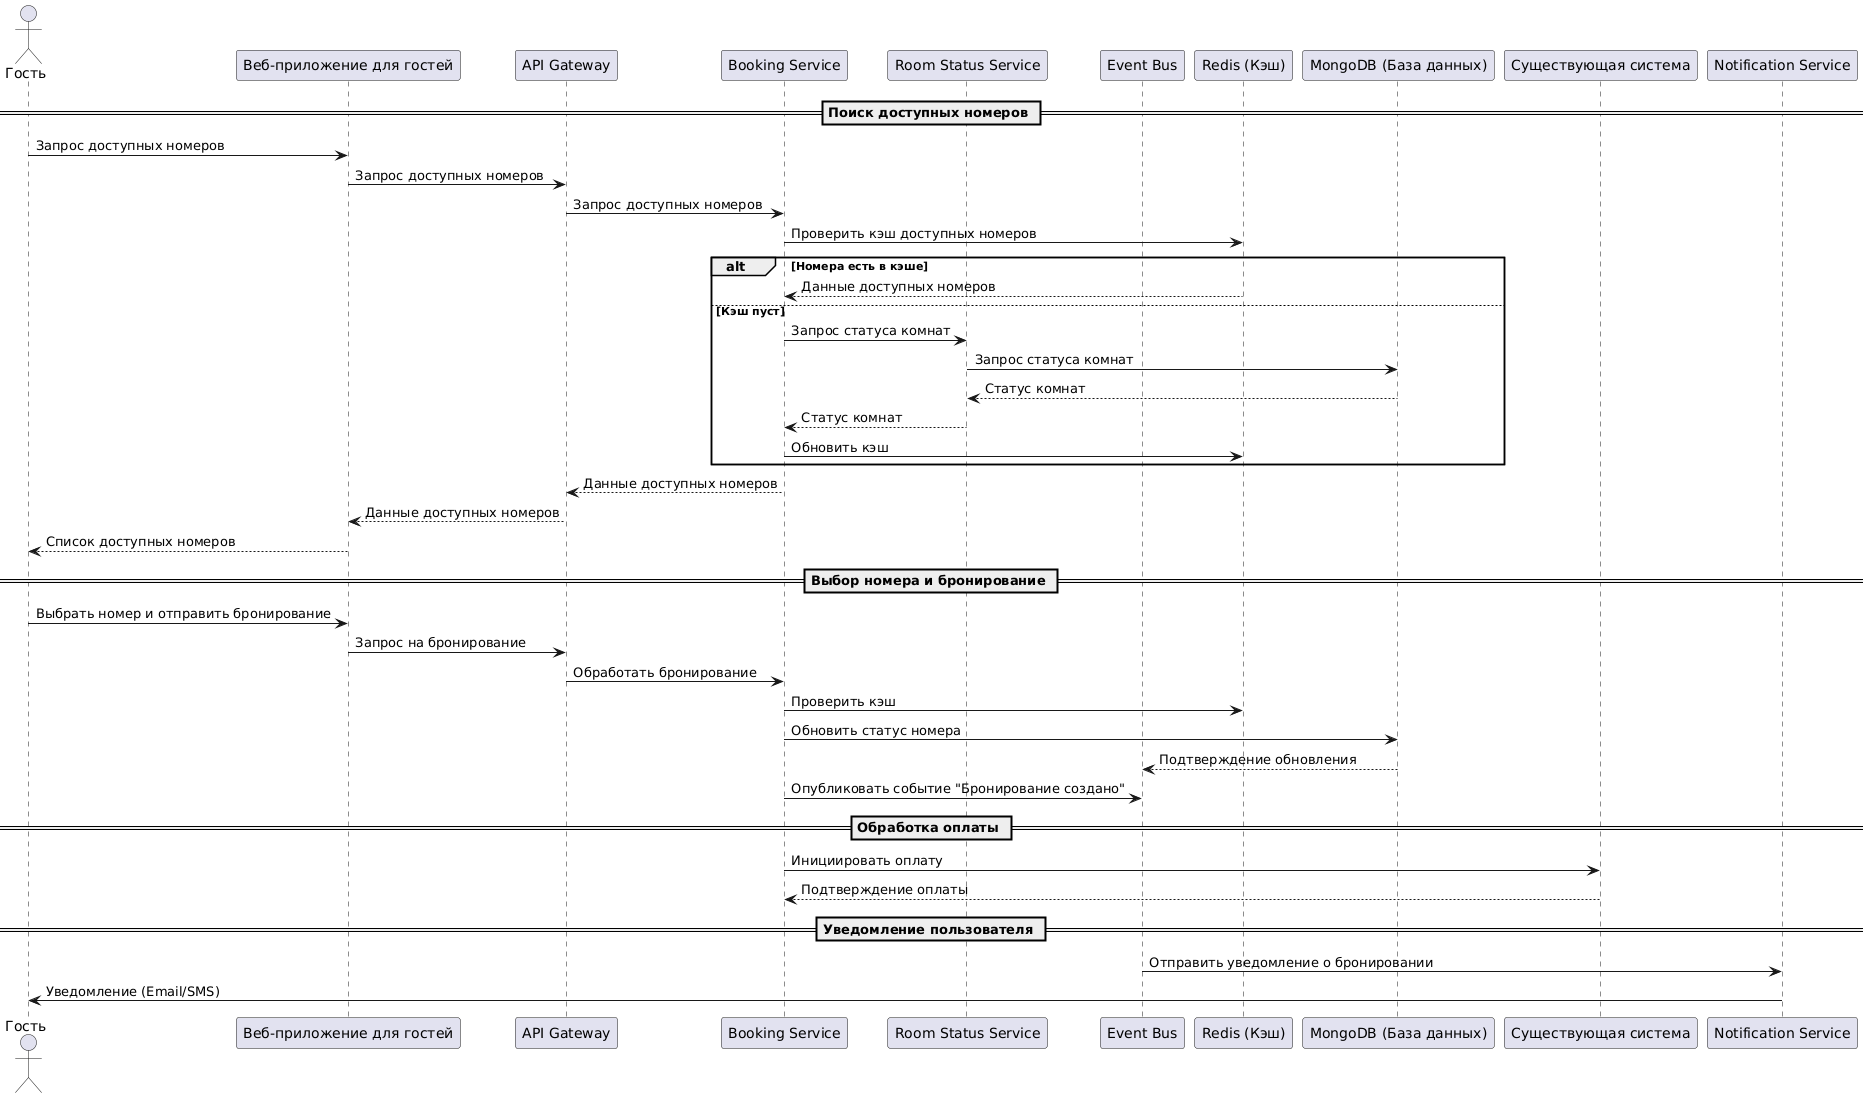 Гость
Веб-приложение для гостей
API Gateway
Booking Service
Room Status Service
Event Bus
Redis (Кэш)
MongoDB (База данных)
Существующая система
Notification Service
Поиск доступных номеров
Запрос доступных номеров
Запрос доступных номеров
Запрос доступных номеров
Проверить кэш доступных номеров
alt
[Номера есть в кэше]
Данные доступных номеров
[Кэш пуст]
Запрос статуса комнат
Запрос статуса комнат
Статус комнат
Статус комнат
Обновить кэш
Данные доступных номеров
Данные доступных номеров
Список доступных номеров
Выбор номера и бронирование
Выбрать номер и отправить бронирование
Запрос на бронирование
Обработать бронирование
Проверить кэш
Обновить статус номера
Подтверждение обновления
Опубликовать событие "Бронирование создано"
Обработка оплаты
Инициировать оплату
Подтверждение оплаты
Уведомление пользователя
Отправить уведомление о бронировании
Уведомление (Email/SMS)
Гость
Веб-приложение для гостей
API Gateway
Booking Service
Room Status Service
Event Bus
Redis (Кэш)
MongoDB (База данных)
Существующая система
Notification Service